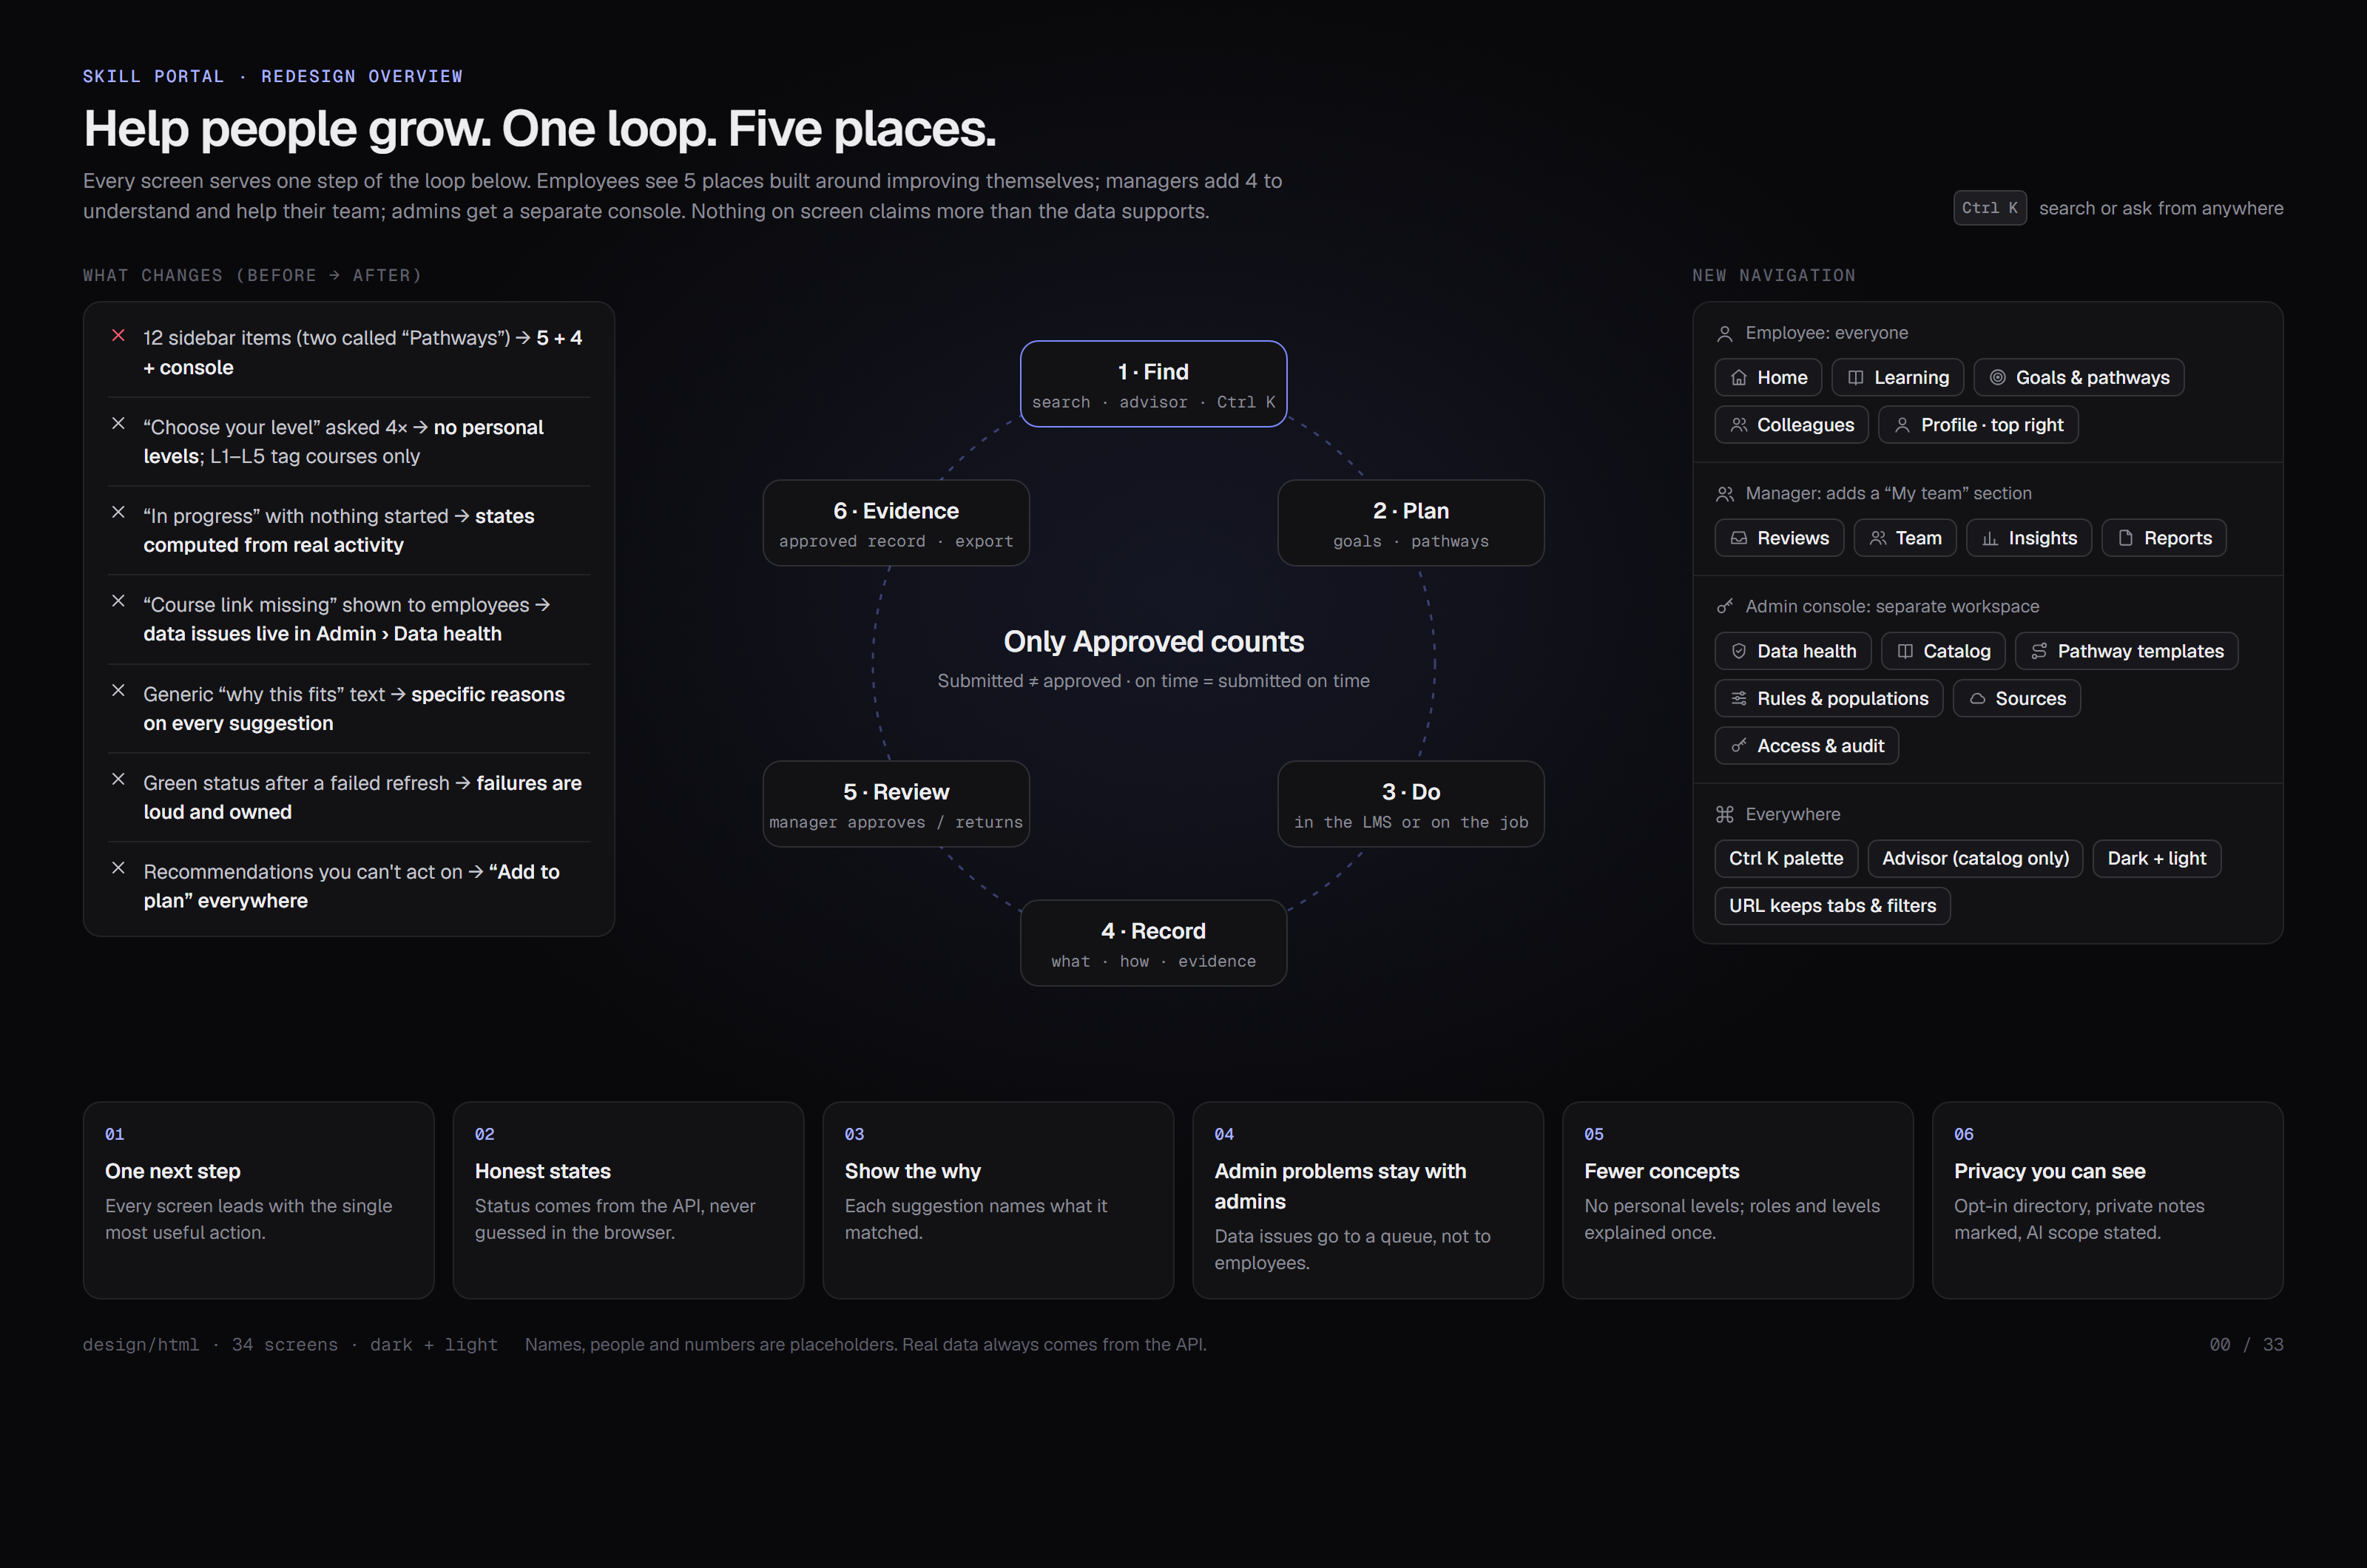 SKILL PORTAL · REDESIGN OVERVIEW
Help people grow. One loop. Five places.
Every screen serves one step of the loop below. Employees see 5 places built around improving themselves; managers add 4 to
understand and help their team; admins get a separate console. Nothing on screen claims more than the data supports.
Ctrl K search or ask from anywhere
WHAT CHANGES (BEFORE → AFTER)
12 sidebar items (two called “Pathways”) → 5 + 4
+ console
“Choose your level” asked 4× → no personal
levels; L1–L5 tag courses only
“In progress” with nothing started → states
computed from real activity
“Course link missing” shown to employees →
data issues live in Admin › Data health
Generic “why this fits” text → specific reasons
on every suggestion
Green status after a failed refresh → failures are
loud and owned
Recommendations you can't act on → “Add to
plan” everywhere
1 · Find
search · advisor · Ctrl K
2 · Plan
goals · pathways
3 · Do
in the LMS or on the job
4 · Record
what · how · evidence
5 · Review
manager approves / returns
6 · Evidence
approved record · export
Only Approved counts
Submitted ≠ approved · on time = submitted on time
NEW NAVIGATION
Employee: everyone
Home Learning Goals & pathways
Colleagues Profile · top right
Manager: adds a “My team” section
Reviews Team Insights Reports
Admin console: separate workspace
Data health Catalog Pathway templates
Rules & populations Sources
Access & audit
Everywhere
Ctrl K palette Advisor (catalog only) Dark + light
URL keeps tabs & filters
01
One next step
Every screen leads with the single
most useful action.
02
Honest states
Status comes from the API, never
guessed in the browser.
03
Show the why
Each suggestion names what it
matched.
04
Admin problems stay with
admins
Data issues go to a queue, not to
employees.
05
Fewer concepts
No personal levels; roles and levels
explained once.
06
Privacy you can see
Opt-in directory, private notes
marked, AI scope stated.
design/html · 34 screens · dark + light Names, people and numbers are placeholders. Real data always comes from the API.
00 / 33